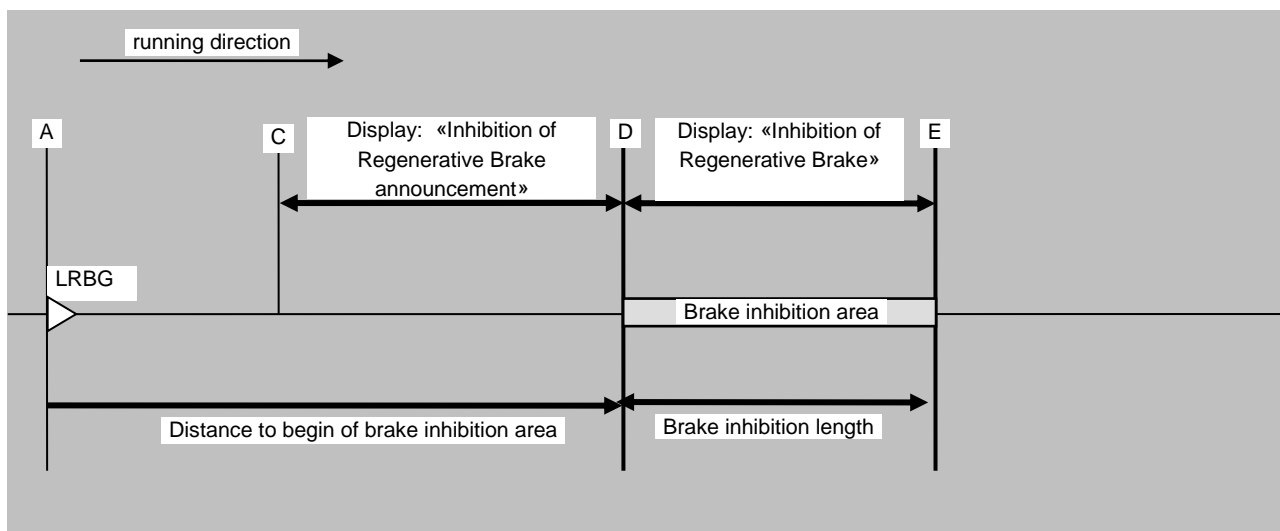 running direction
A
C
Display: «Inhibition of
Regenerative Brake
announcement»
D
Display: «Inhibition of
Regenerative Brake»
E
LRBG
Brake inhibition area
Distance to begin of brake inhibition area
Brake inhibition length